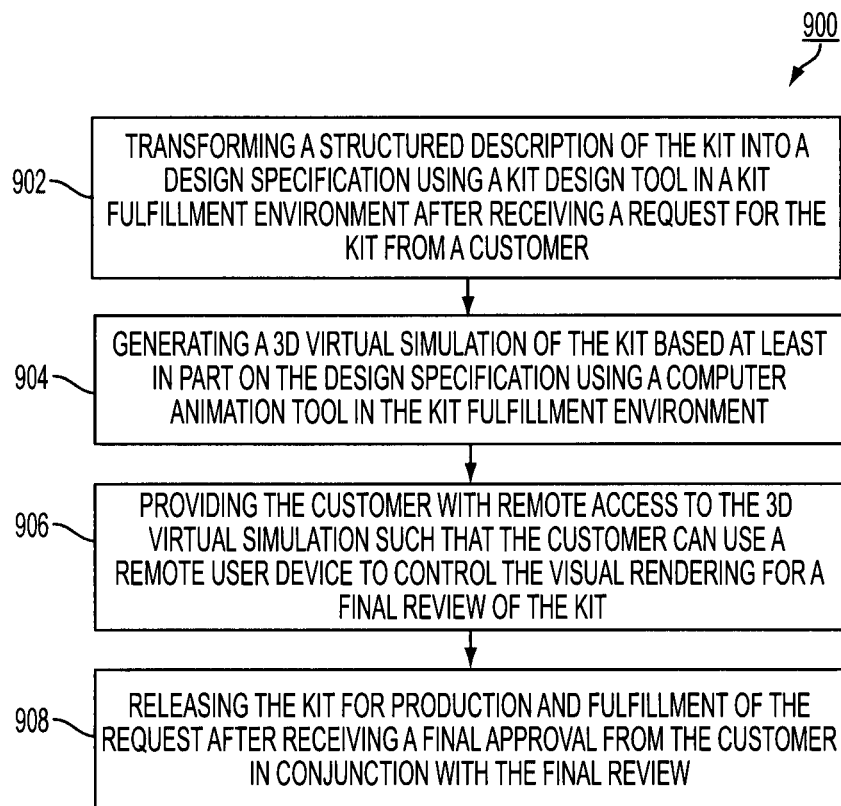 900
902
TRANSFORMING A STRUCTURED DESCRIPTION OF THE KIT INTO A
DESIGN SPECIFICATION USING A KIT DESIGN TOOL IN A KIT
FULFILLMENT ENVIRONMENT AFTER RECEIVING A REQUEST FOR THE
KIT FROM A CUSTOMER
904
GENERATING A 3D VIRTUAL SIMULATION OF THE KIT BASED AT LEAST
IN PART ON THE DESIGN SPECIFICATION USING A COMPUTER
ANIMATION TOOL IN THE KIT FULFILLMENT ENVIRONMENT
906
PROVIDING THE CUSTOMER WITH REMOTE ACCESS TO THE 3D
VIRTUAL SIMULATION SUCH THAT THE CUSTOMER CAN USE A
REMOTE USER DEVICE TO CONTROL THE VISUAL RENDERING FOR A
FINAL REVIEW OF THE KIT
908
RELEASING THE KIT FOR PRODUCTION AND FULFILLMENT OF THE
REQUEST AFTER RECEIVING A FINAL APPROVAL FROM THE CUSTOMER
IN CONJUNCTION WITH THE FINAL REVIEW